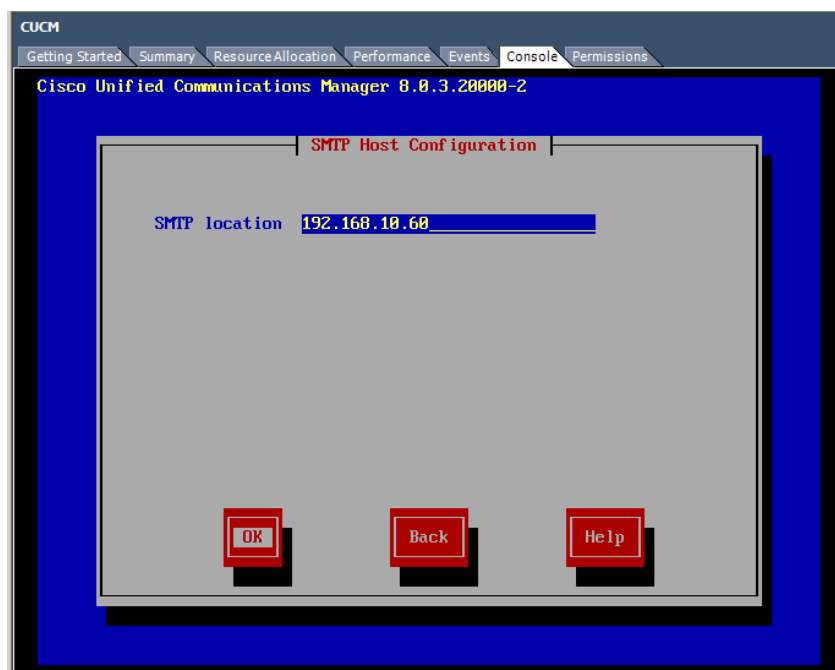 CUCM
Getting Started Summary Resource Allocation Performance Events Console Permissions
Cisco Unified Communications Manager 8.0.3.20000-2
SMTP Host Configuration
SMTP location 192.168.10.60
OK Back Help